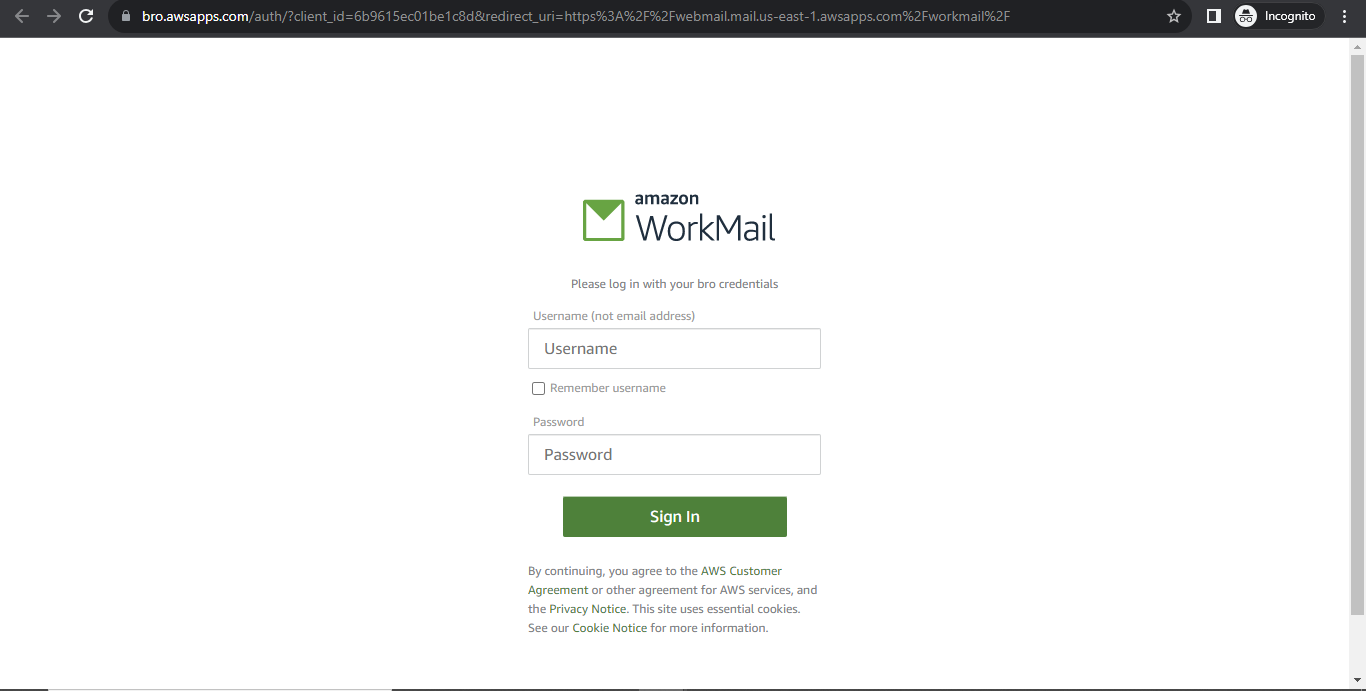 bro.awsapps.com/auth/?client_id=6b9615ec01be1c8d&redirect_uri=https%3A%2F%2Fwebmail.mail.us-east-1.awsapps.com%2Fworkmail%2F
Incognito
amazon
WorkMail
Please log in with your bro credentials
Username (not email address)
Username
Remember username
Password
Password
Sign In
By continuing, you agree to the AWS Customer
Agreement or other agreement for AWS services, and
the Privacy Notice. This site uses essential cookies.
See our Cookie Notice for more information.